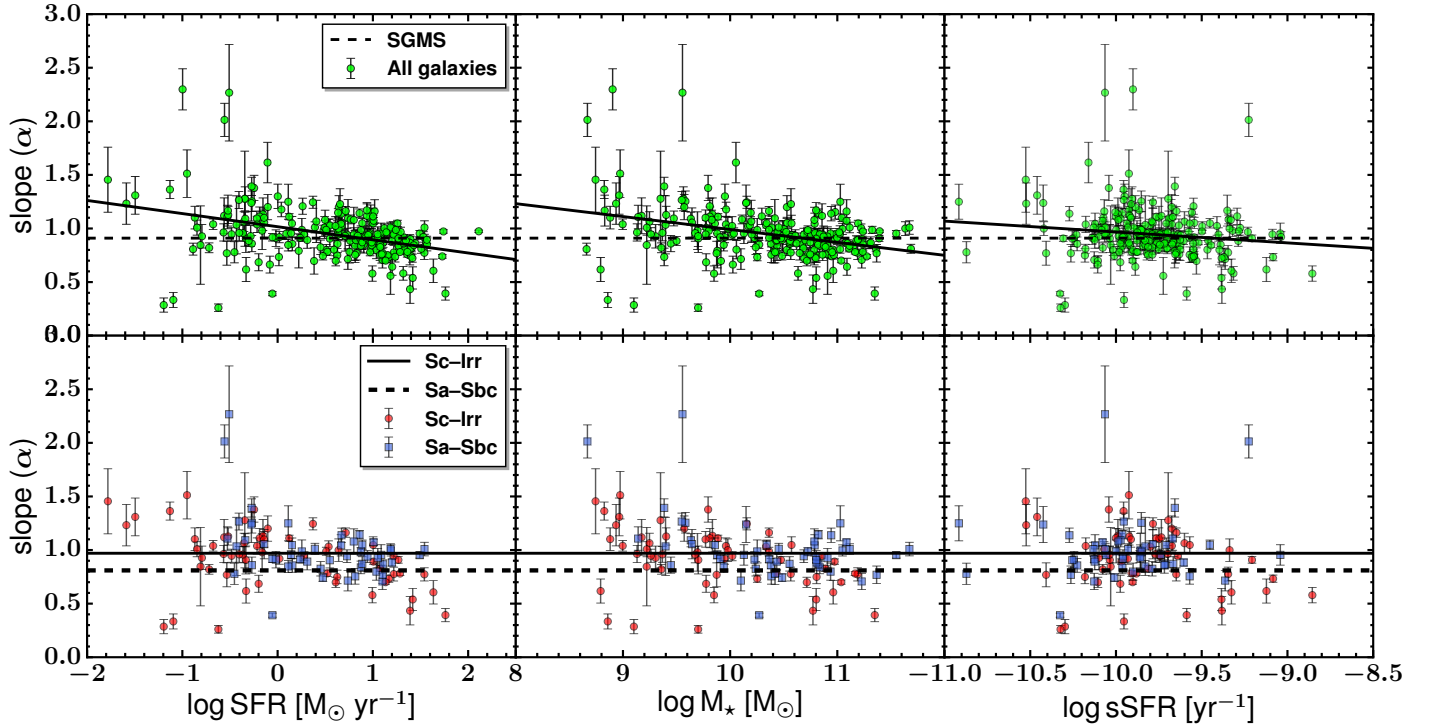 3.0
2.5
2.0
1.5
1.0
0.5
slope (α)
SGMS
All galaxies
3.0
2.5
2.0
1.5
1.0
0.5
0.0
slope (α)
Sc–Irr
Sa–Sbc
Sc–Irr
Sa–Sbc
−2 −1 0 1 2
8 9 10 11
−11.0 −10.5 −10.0 −9.5 −9.0 −8.5
log SFR [M⊙ yr−1]
log M⋆ [M⊙]
log sSFR [yr−1]